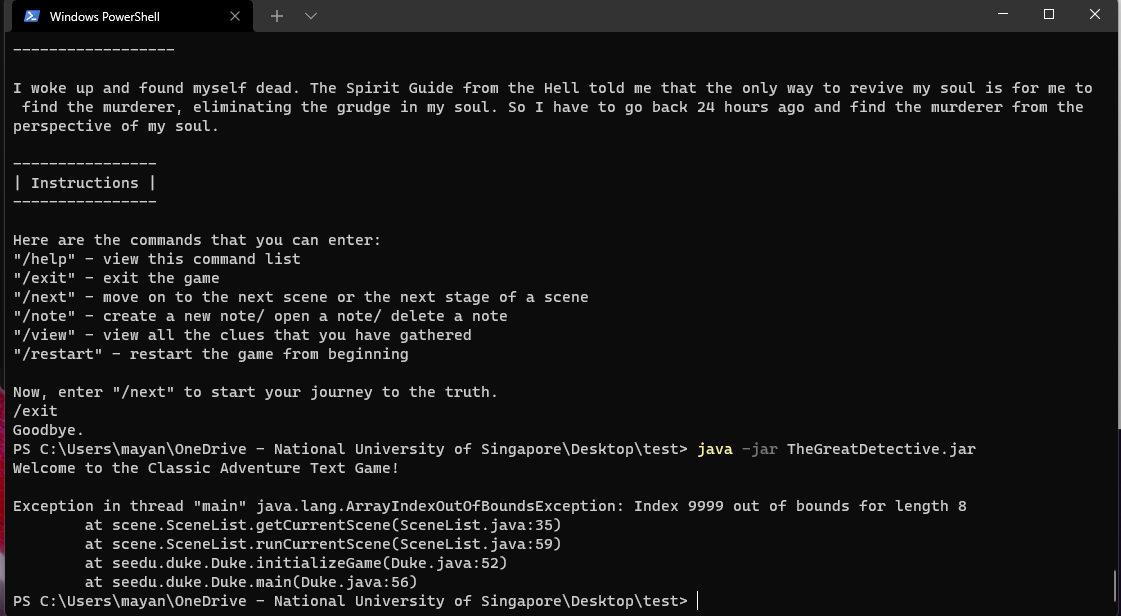 Windows PowerShell
------------------
I woke up and found myself dead. The Spirit Guide from the Hell told me that the only way to revive my soul is for me to
find the murderer, eliminating the grudge in my soul. So I have to go back 24 hours ago and find the murderer from the
perspective of my soul.
----------------
| Instructions |
----------------
Here are the commands that you can enter:
"/help" - view this command list
"/exit" - exit the game
"/next" - move on to the next scene or the next stage of a scene
"/note" - create a new note/ open a note/ delete a note
"/view" - view all the clues that you have gathered
"/restart" - restart the game from beginning
Now, enter "/next" to start your journey to the truth.
/exit
Goodbye.
PS C:\Users\mayan\OneDrive - National University of Singapore\Desktop\test> java -jar TheGreatDetective.jar
Welcome to the Classic Adventure Text Game!
Exception in thread "main" java.lang.ArrayIndexOutOfBoundsException: Index 9999 out of bounds for length 8
at scene.SceneList.getCurrentScene(SceneList.java:35)
at scene.SceneList.runCurrentScene(SceneList.java:59)
at seedu.duke.Duke.initializeGame(Duke.java:52)
at seedu.duke.Duke.main(Duke.java:56)
PS C:\Users\mayan\OneDrive - National University of Singapore\Desktop\test>